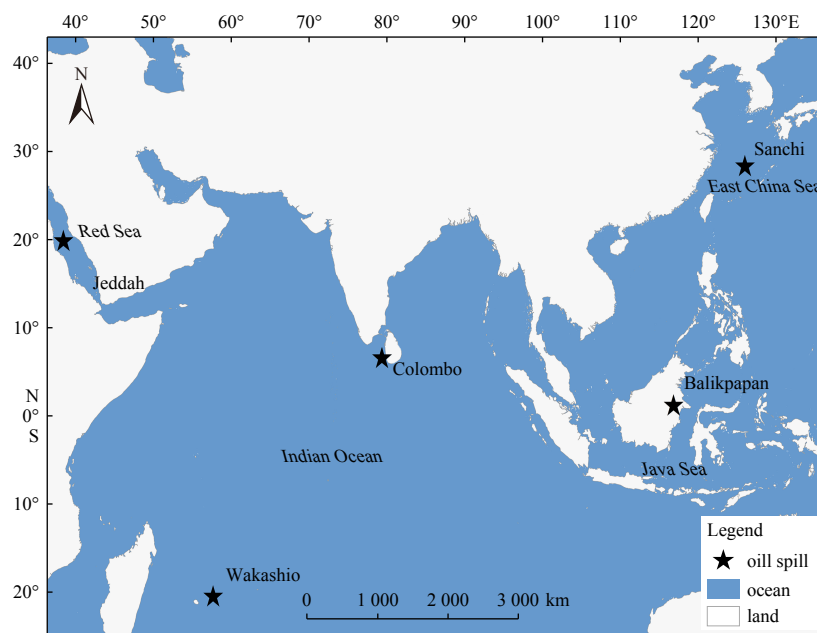 40° 50° 60° 70° 80° 90° 100° 110° 120° 130°E
40°
N
30°
Sanchi
East China Sea
20°
Red Sea
Jeddah
10°
Colombo
Balikpapan
N
0°
S
Indian Ocean
Java Sea
10°
Legend
oill spill
Wakashio
20°
0 1 000 2 000 3 000 km
ocean
land